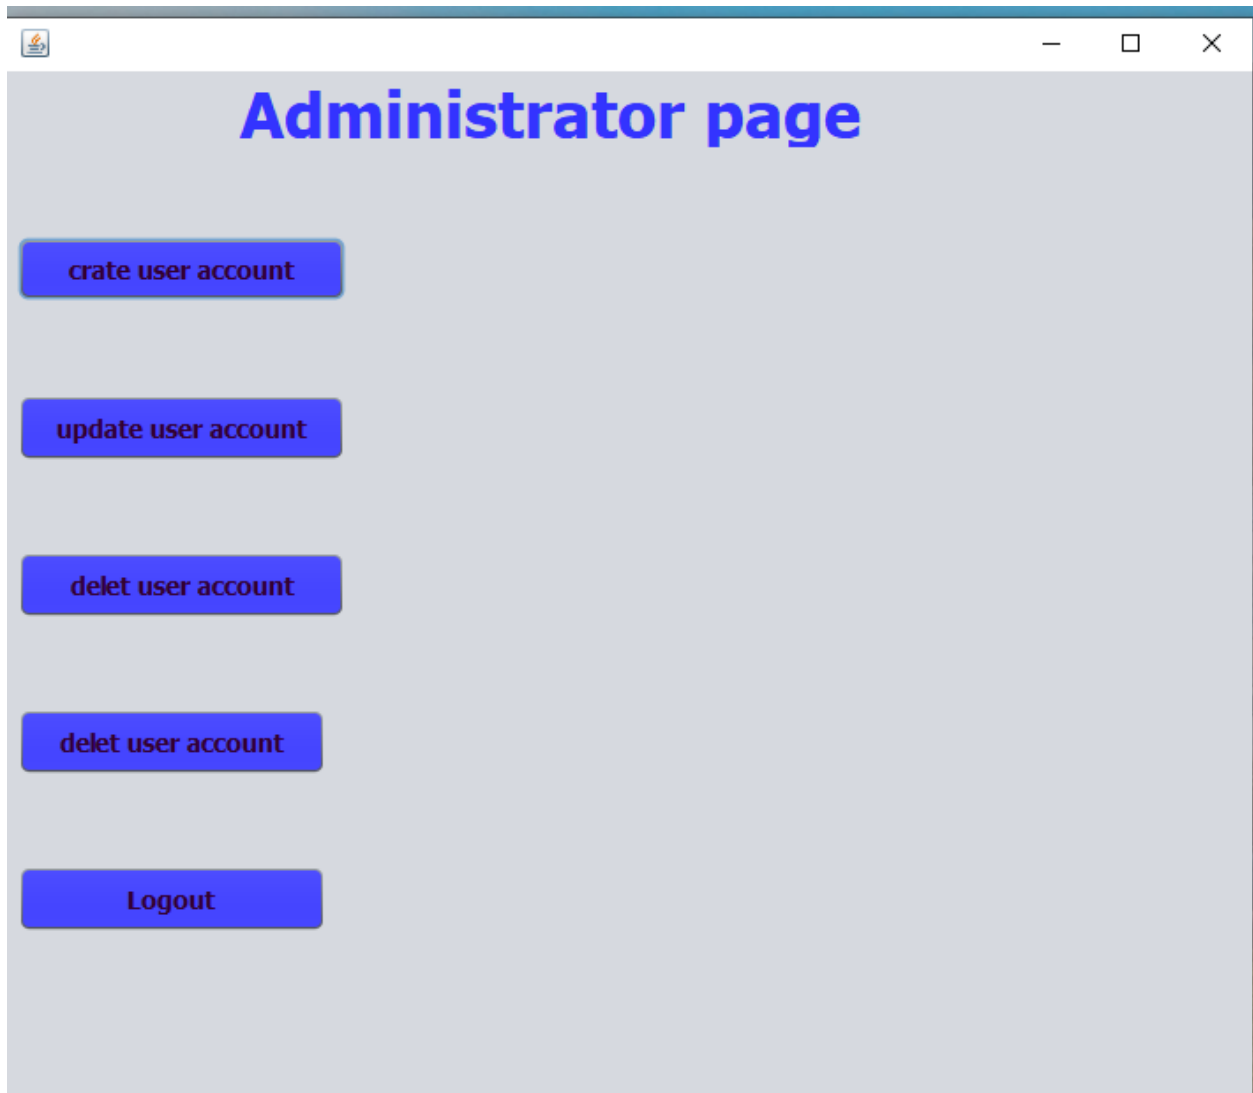 Administrator page
crate user account
update user account
delet user account
delet user account
Logout